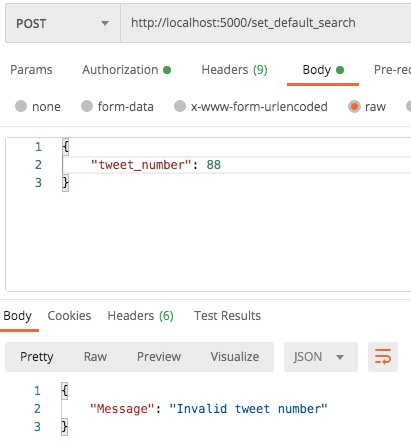 POST http://localhost:5000/set_default_search
Params Authorization Headers (9) Body Pre-rec
none form-data x-www-form-urlencoded raw
1 {
2 "tweet_number": 88
3 }
Body Cookies Headers (6) Test Results
Pretty Raw Preview Visualize JSON
1 {
2 "Message": "Invalid tweet number"
3 }